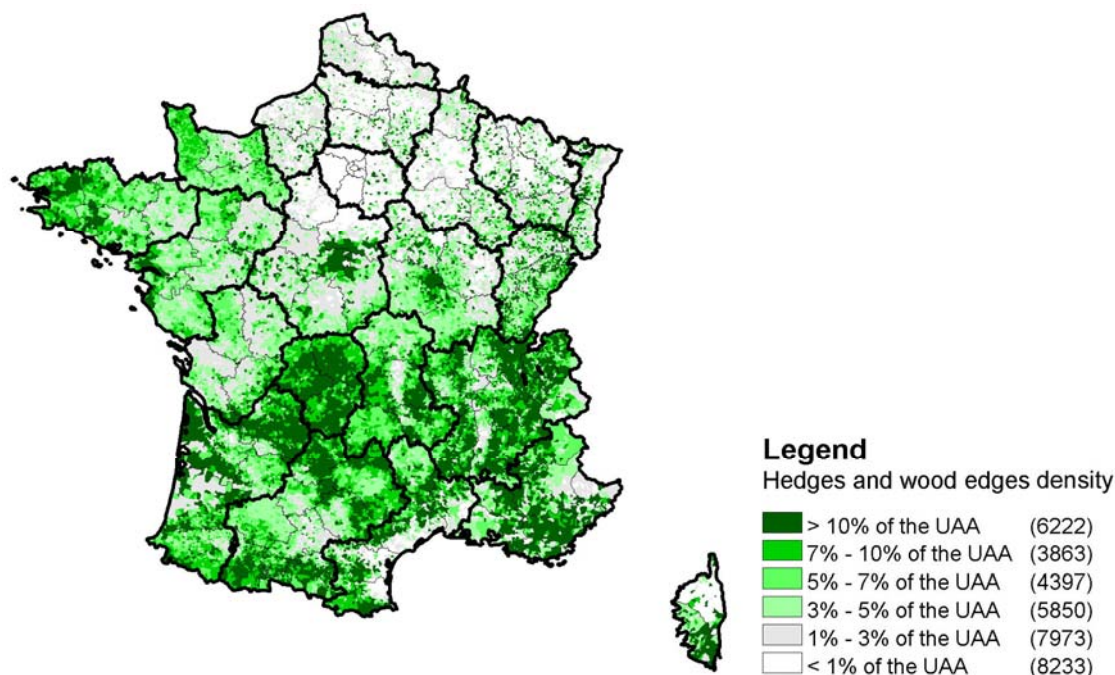 Legend
Hedges and wood edges density
> 10% of the UAA (6222)
7% - 10% of the UAA (3863)
5% - 7% of the UAA (4397)
3% - 5% of the UAA (5850)
1% - 3% of the UAA (7973)
< 1% of the UAA (8233)